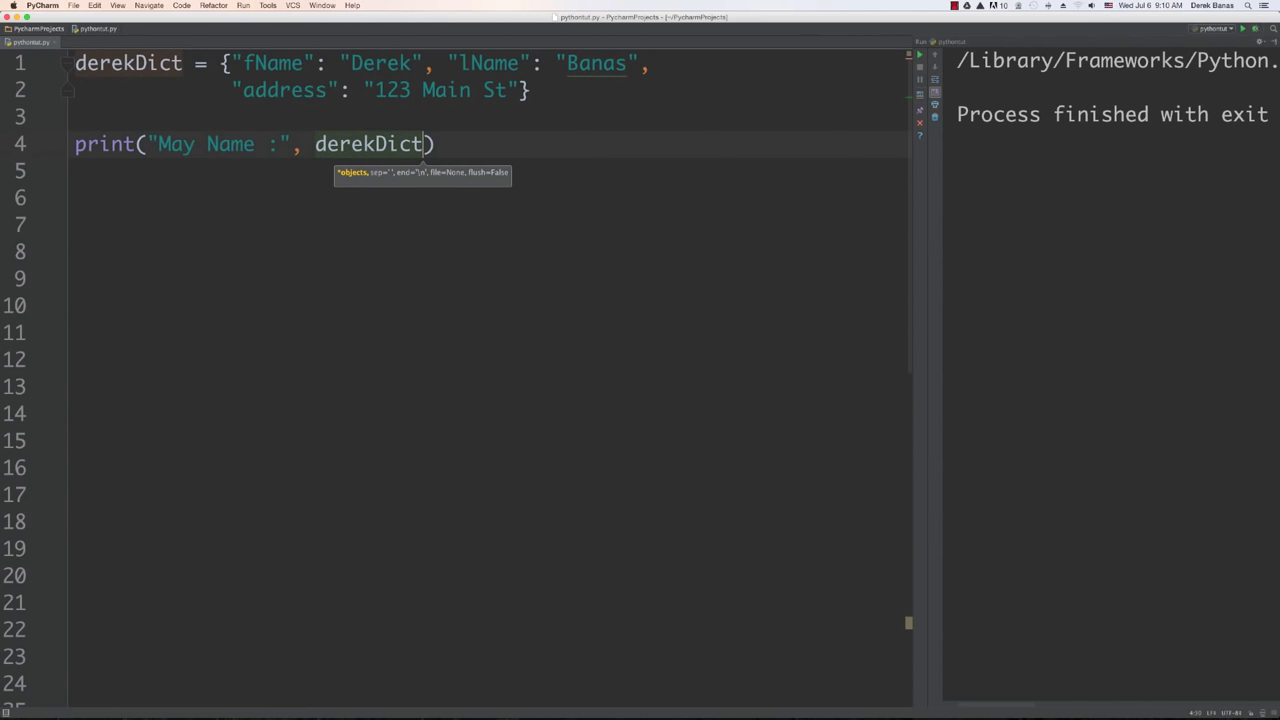 PyCharm File Edit View Navigate Code Refactor Run Tools VCS Window Help 10 Wed Jul 6 9:10 AM Derek Banas
pythontut.py - PycharmProjects - [~/PycharmProjects]
PycharmProjects pythontut.py pythontut
pythontut.py Run: pythontut
1 derekDict = {"fName": "Derek", "lName": "Banas",
2 "address": "123 Main St"}
3
4 print("May Name :", derekDict)
*objects, sep=' ', end='\n', file=None, flush=False
5
6
7
8
9
10
11
12
13
14
15
16
17
18
19
20
21
22
23
24
/Library/Frameworks/Python.
Process finished with exit
4:30 LF÷ UTF-8÷